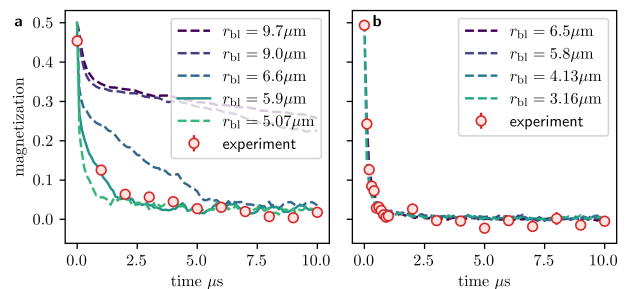 a
r_bl = 9.7μm
r_bl = 9.0μm
r_bl = 6.6μm
r_bl = 5.9μm
r_bl = 5.07μm
experiment
magnetization
0.5
0.4
0.3
0.2
0.1
0.0
0.0 2.5 5.0 7.5 10.0
time μs
b
r_bl = 6.5μm
r_bl = 5.8μm
r_bl = 4.13μm
r_bl = 3.16μm
experiment
0.0 2.5 5.0 7.5 10.0
time μs